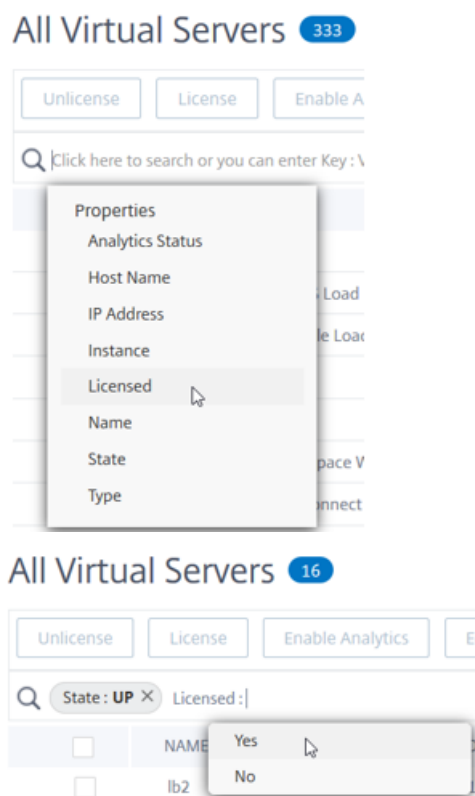 All Virtual Servers 333
Unlicense License Enable A
Click here to search or you can enter Key : V
Properties
Analytics Status
Host Name
IP Address
Load
Instance
le Load
Licensed
Name
State
pace W
Type
onnect
All Virtual Servers 16
Unlicense License Enable Analytics E
State : UP × Licensed :
NAME
Yes
lb2
No